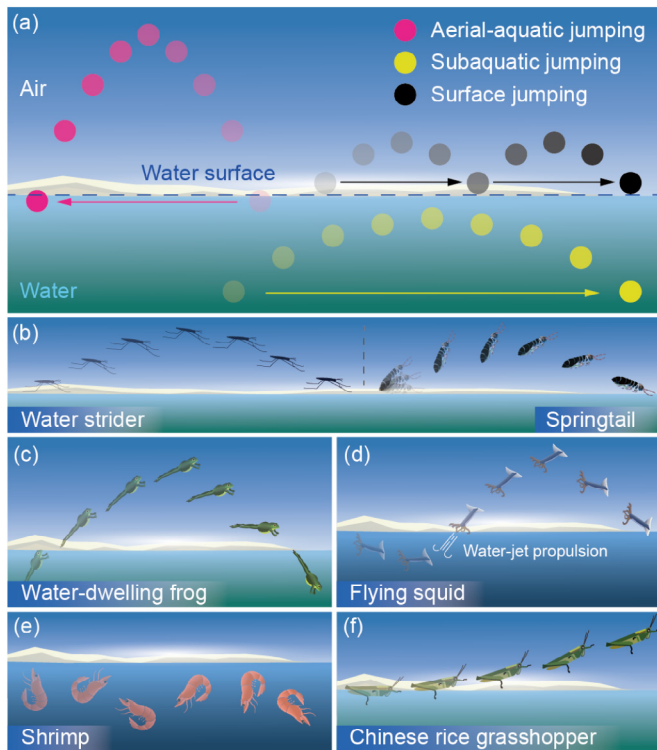 (a)
Aerial-aquatic jumping
Subaquatic jumping
Surface jumping
Air
Water surface
Water
(b)
Water strider
Springtail
(c)
Water-dwelling frog
(d)
Water-jet propulsion
Flying squid
(e)
Shrimp
(f)
Chinese rice grasshopper